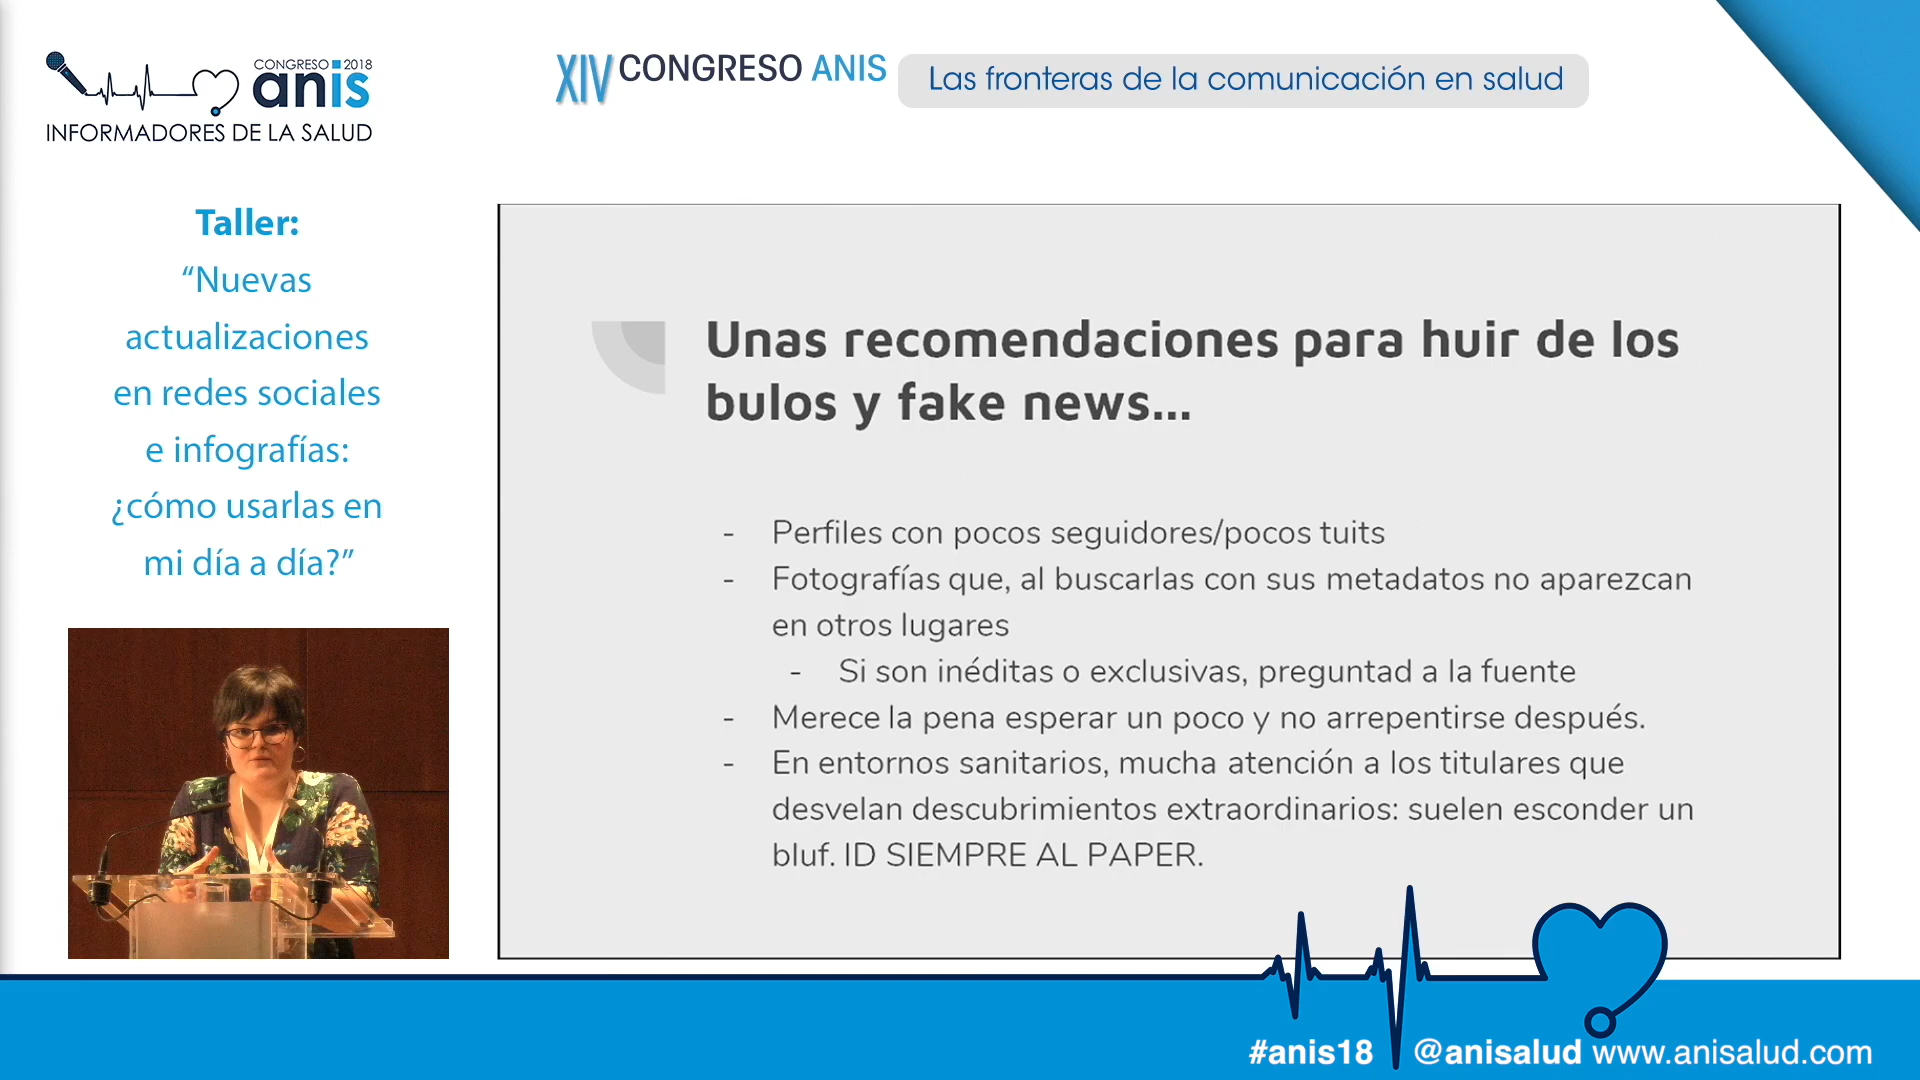 CONGRESO 2018
anis
INFORMADORES DE LA SALUD
XIV CONGRESO ANIS
Las fronteras de la comunicación en salud
Taller:
“Nuevas
actualizaciones
en redes sociales
e infografías:
¿cómo usarlas en
mi día a día?”
Unas recomendaciones para huir de los
bulos y fake news...
- Perfiles con pocos seguidores/pocos tuits
- Fotografías que, al buscarlas con sus metadatos no aparezcan
en otros lugares
- Si son inéditas o exclusivas, preguntad a la fuente
- Merece la pena esperar un poco y no arrepentirse después.
- En entornos sanitarios, mucha atención a los titulares que
desvelan descubrimientos extraordinarios: suelen esconder un
bluf. ID SIEMPRE AL PAPER.
#anis18 @anisalud www.anisalud.com